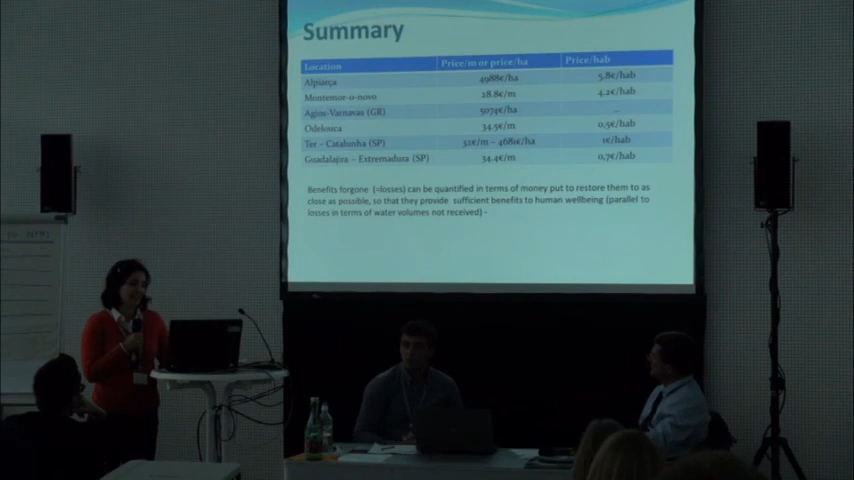 Summary
Location Price/m or price/ha Price/hab
Alpiarça 4988€/ha 5.8€/hab
Montemor-o-novo 28.8€/m 4.2€/hab
Agios-Varnavas (GR) 5074€/ha _
Odelouca 34.5€/m 0,5€/hab
Ter – Catalunha (SP) 51€/m – 4681€/ha 1€/hab
Guadalajira – Extremadura (SP) 34.4€/m 0,7€/hab
Benefits forgone (=losses) can be quantified in terms of money put to restore them to as
close as possible, so that they provide sufficient benefits to human wellbeing (parallel to
losses in terms of water volumes not received) -